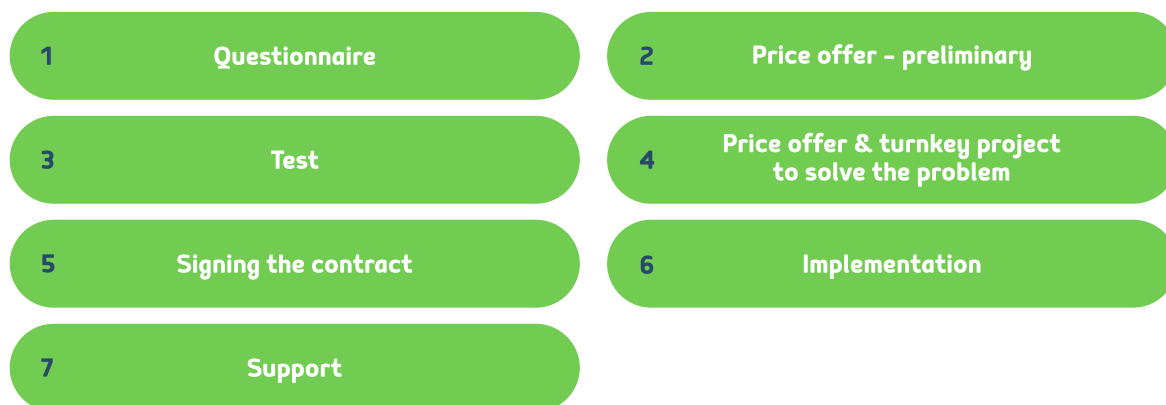 1 Questionnaire
2 Price offer - preliminary
3 Test
4 Price offer & turnkey project
to solve the problem
5 Signing the contract
6 Implementation
7 Support